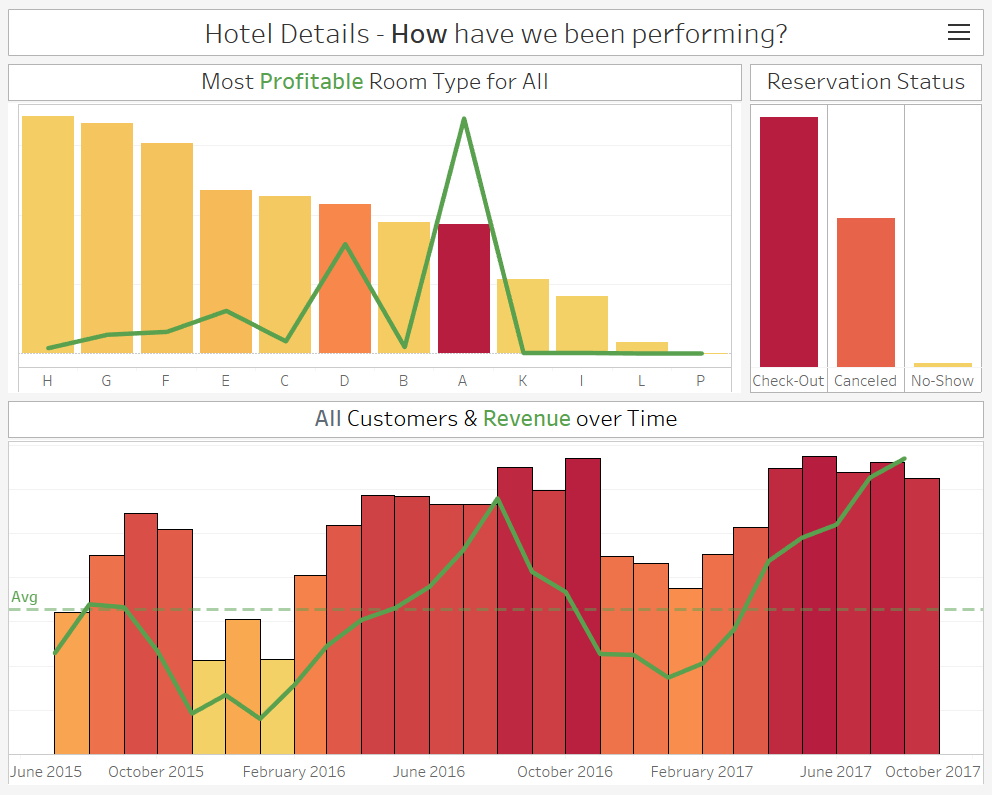 Hotel Details - How have we been performing?
Most Profitable Room Type for All
Reservation Status
H G F E C D B A K I L P
Check-Out Canceled No-Show
All Customers & Revenue over Time
Avg
June 2015 October 2015 February 2016 June 2016 October 2016 February 2017 June 2017 October 2017